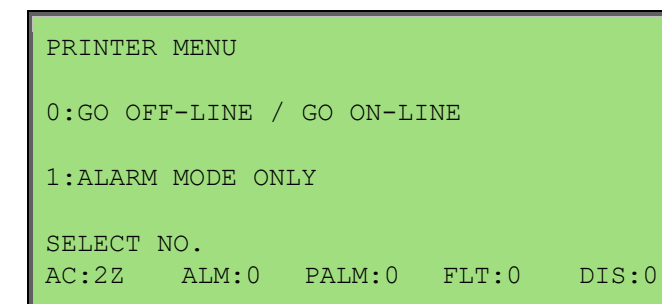 PRINTER MENU
0:GO OFF-LINE / GO ON-LINE
1:ALARM MODE ONLY
SELECT NO.
AC:2Z ALM:0 PALM:0 FLT:0 DIS:0